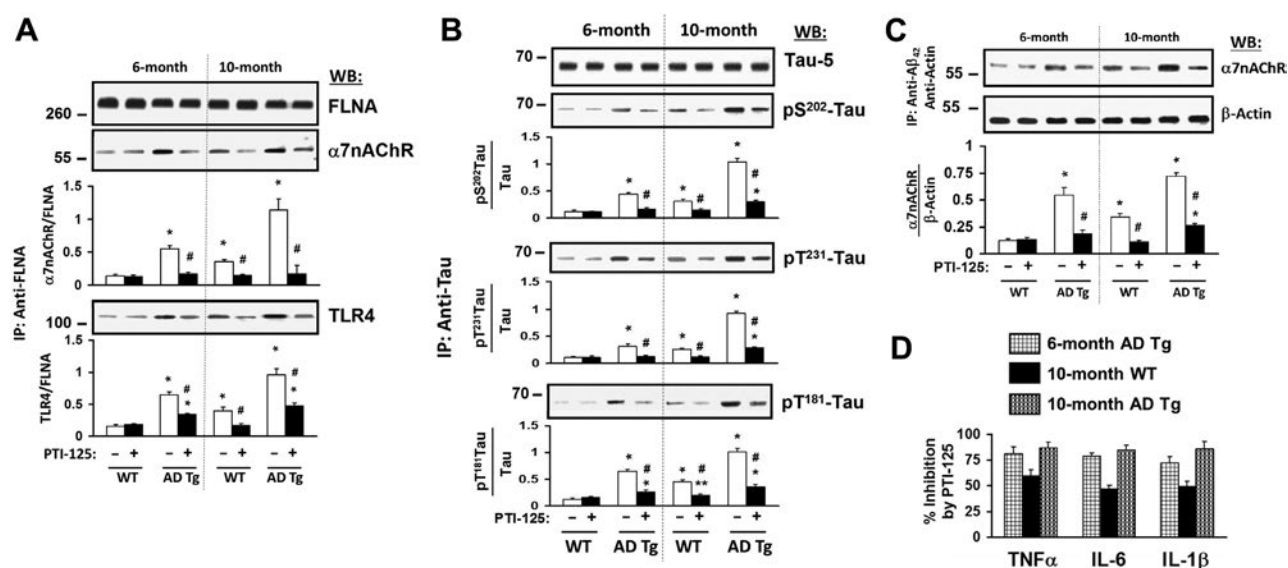 A
6-month 10-month WB:
FLNA
260
α7nAChR
55
IP: Anti-FLNA
α7nAChR/FLNA
1.5
1
0.5
0
* # * # * #
TLR4
100
TLR4/FLNA
1.5
1
0.5
0
* # * * # * # *
PTI-125: – + – + – + – +
WT AD Tg WT AD Tg
B
6-month 10-month WB:
70 Tau-5
70 pS²⁰²-Tau
IP: Anti-Tau
pS²⁰²Tau
Tau
1.5
1
0.5
0
* # * # * # *
70 pT²³¹-Tau
pT²³¹Tau
Tau
1.5
1
0.5
0
* # * # * # *
70 pT¹⁸¹-Tau
pT¹⁸¹Tau
Tau
1.5
1
0.5
0
* # * * # ** * # *
PTI-125: – + – + – + – +
WT AD Tg WT AD Tg
C
6-month 10-month WB:
IP: Anti-Aβ₄₂
Anti-Actin
55 α7nAChR
55 β-Actin
α7nAChR
β-Actin
1
0.75
0.5
0.25
0
* # * # * # *
PTI-125: – + – + – + – +
WT AD Tg WT AD Tg
D
6-month AD Tg
10-month WT
10-month AD Tg
% Inhibition
by PTI-125
100
75
50
25
0
TNFα IL-6 IL-1β